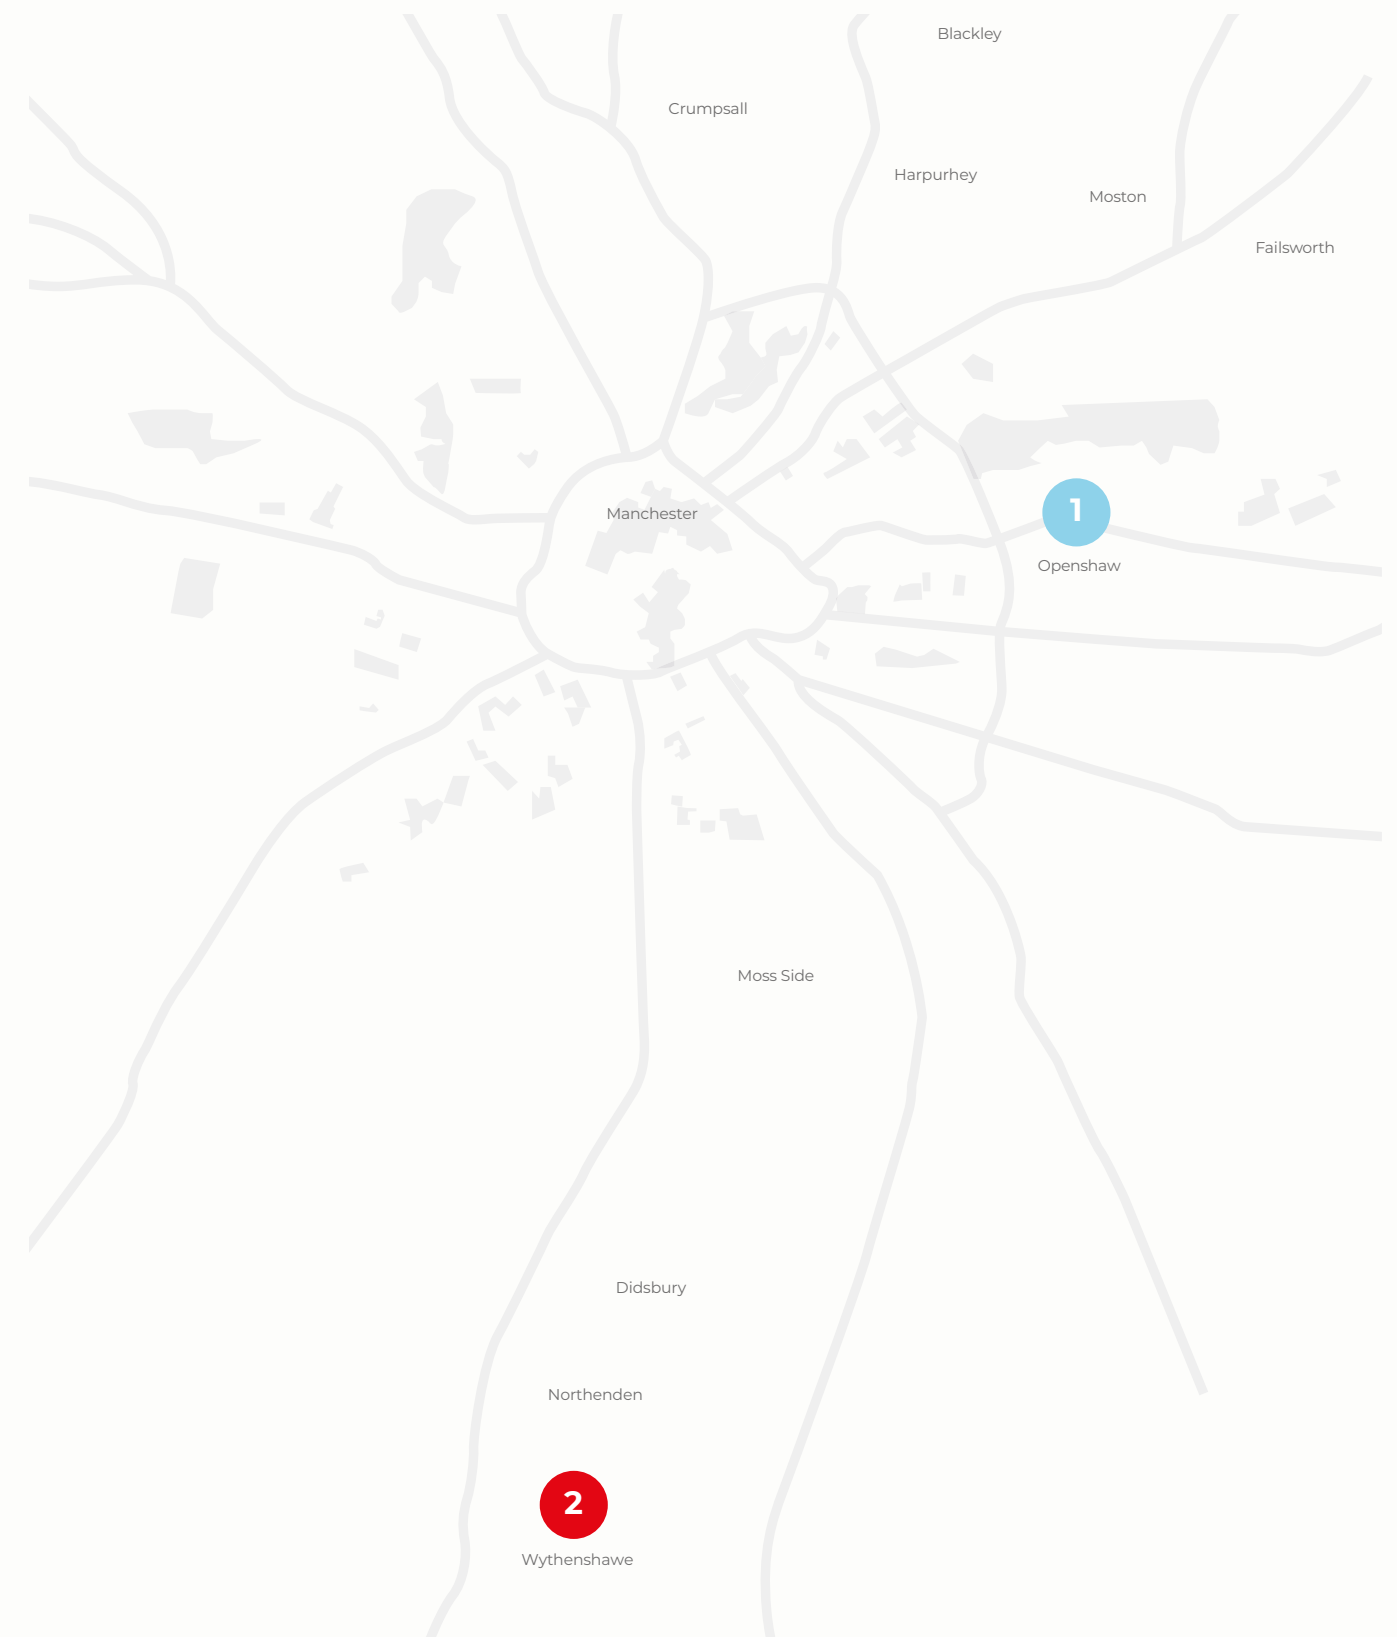 Blackley
Crumpsall
Harpurhey
Moston
Failsworth
Manchester
1
Openshaw
Moss Side
Didsbury
Northenden
2
Wythenshawe